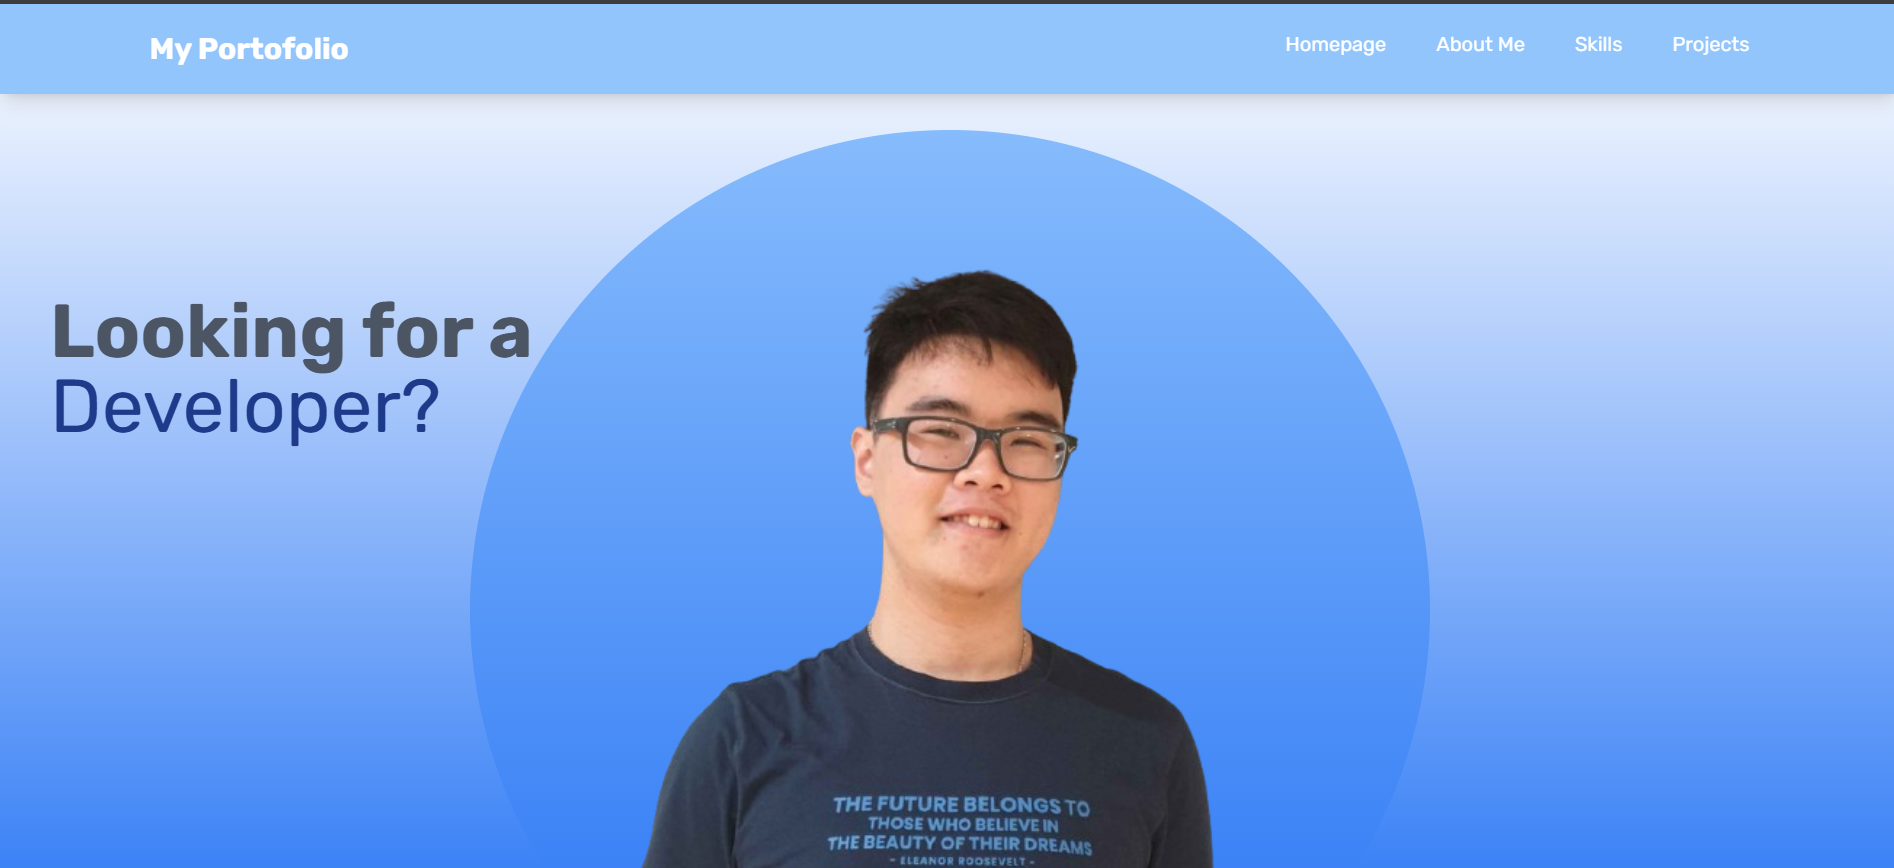 My Portofolio
Homepage About Me Skills Projects
Looking for a
Developer?
THE FUTURE BELONGS TO
THOSE WHO BELIEVE IN
THE BEAUTY OF THEIR DREAMS
- ELEANOR ROOSEVELT -